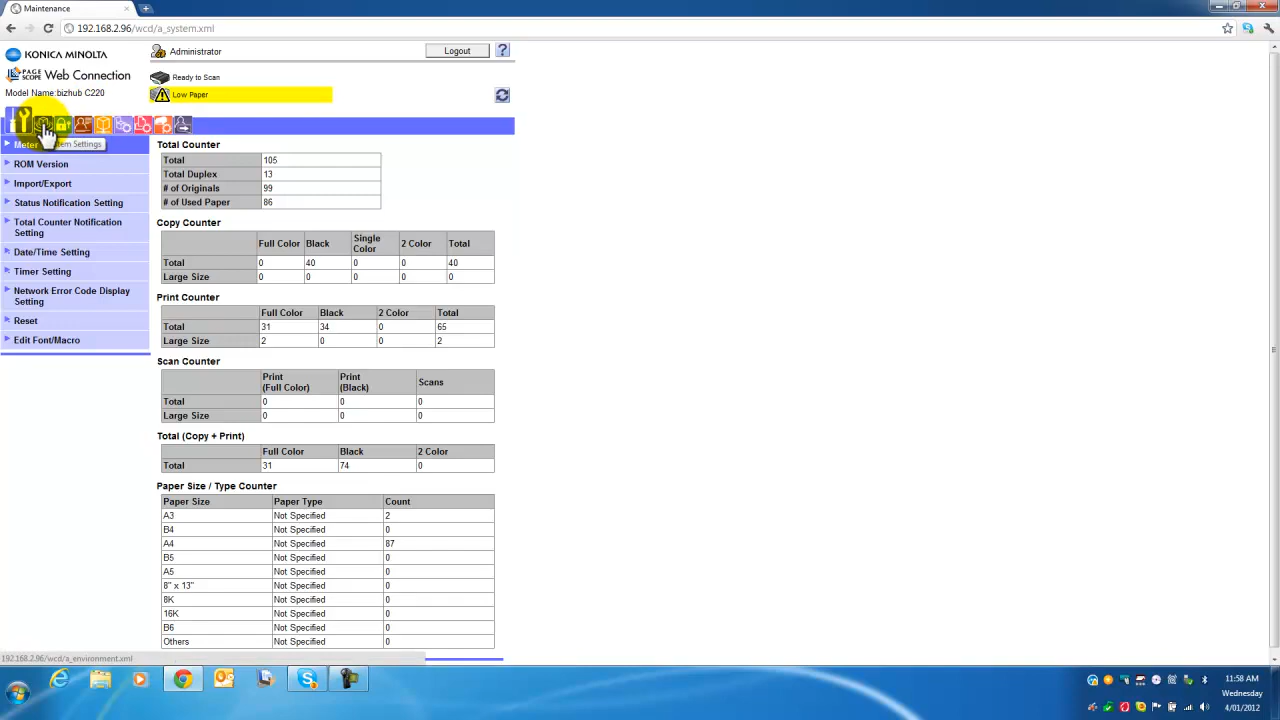 Maintenance
192.168.2.96/wcd/a_system.xml
KONICA MINOLTA
PAGE SCOPE Web Connection
Model Name:bizhub C220
Administrator
Logout
Ready to Scan
Low Paper
Meter
tem Settings
ROM Version
Import/Export
Status Notification Setting
Total Counter Notification
Setting
Date/Time Setting
Timer Setting
Network Error Code Display
Setting
Reset
Edit Font/Macro
Total Counter
Total 105
Total Duplex 13
# of Originals 99
# of Used Paper 86
Copy Counter
Full Color Black Single Color 2 Color Total
Total 0 40 0 0 40
Large Size 0 0 0 0 0
Print Counter
Full Color Black 2 Color Total
Total 31 34 0 65
Large Size 2 0 0 2
Scan Counter
Print (Full Color) Print (Black) Scans
Total 0 0 0
Large Size 0 0 0
Total (Copy + Print)
Full Color Black 2 Color
Total 31 74 0
Paper Size / Type Counter
Paper Size Paper Type Count
A3 Not Specified 2
B4 Not Specified 0
A4 Not Specified 87
B5 Not Specified 0
A5 Not Specified 0
8" x 13" Not Specified 0
8K Not Specified 0
16K Not Specified 0
B6 Not Specified 0
Others Not Specified 0
192.168.2.96/wcd/a_environment.xml
11:58 AM
Wednesday
4/01/2012